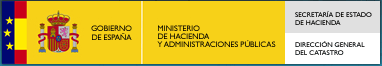 GOBIERNO
DE ESPAÑA
MINISTERIO
DE HACIENDA
Y ADMINISTRACIONES PÚBLICAS
SECRETARÍA DE ESTADO
DE HACIENDA
DIRECCIÓN GENERAL
DEL CATASTRO